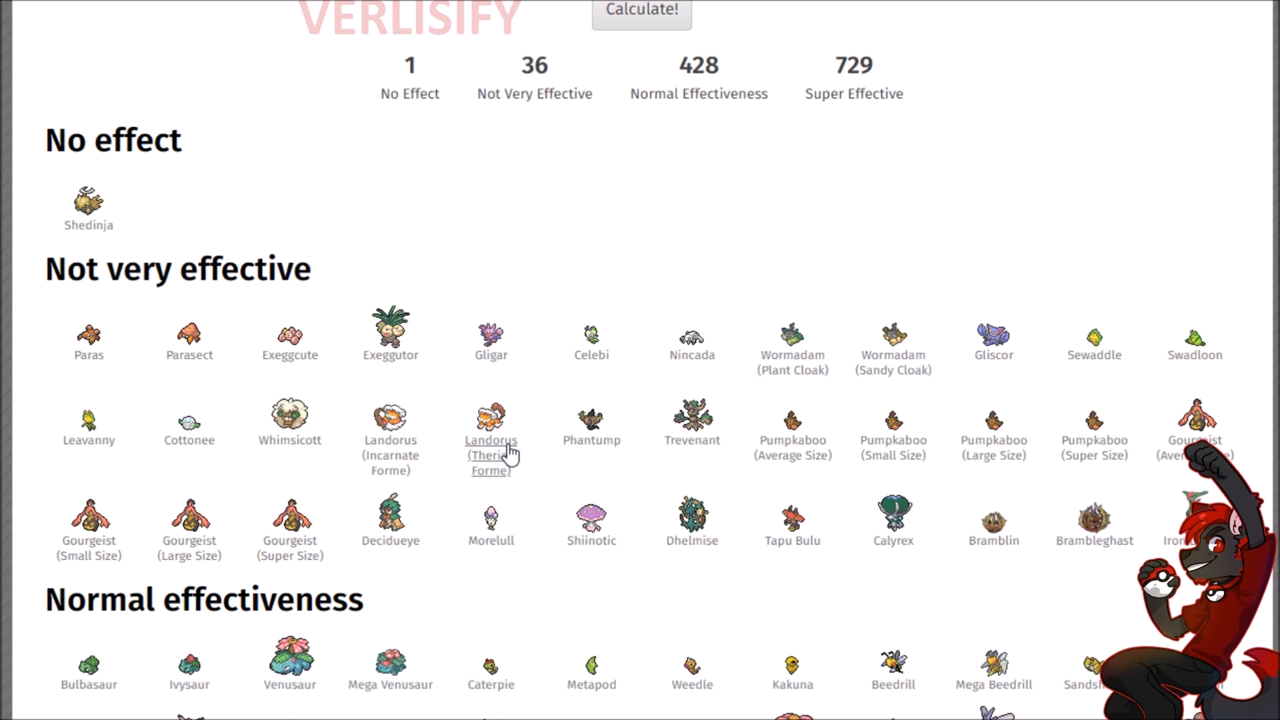 VERLISIFY
Calculate!
1 36 428 729
No Effect Not Very Effective Normal Effectiveness Super Effective
No effect
Shedinja
Not very effective
Paras Parasect Exeggcute Exeggutor Gligar Celebi Nincada Wormadam (Plant Cloak) Wormadam (Sandy Cloak) Gliscor Sewaddle Swadloon
Leavanny Cottonee Whimsicott Landorus (Incarnate Forme) Landorus (Therian Forme) Phantump Trevenant Pumpkaboo (Average Size) Pumpkaboo (Small Size) Pumpkaboo (Large Size) Pumpkaboo (Super Size) Gourgeist
Gourgeist (Small Size) Gourgeist (Large Size) Gourgeist (Super Size) Decidueye Morelull Shiinotic Dhelmise Tapu Bulu Calyrex Bramblin Brambleghast Iron
Normal effectiveness
Bulbasaur Ivysaur Venusaur Mega Venusaur Caterpie Metapod Weedle Kakuna Beedrill Mega Beedrill